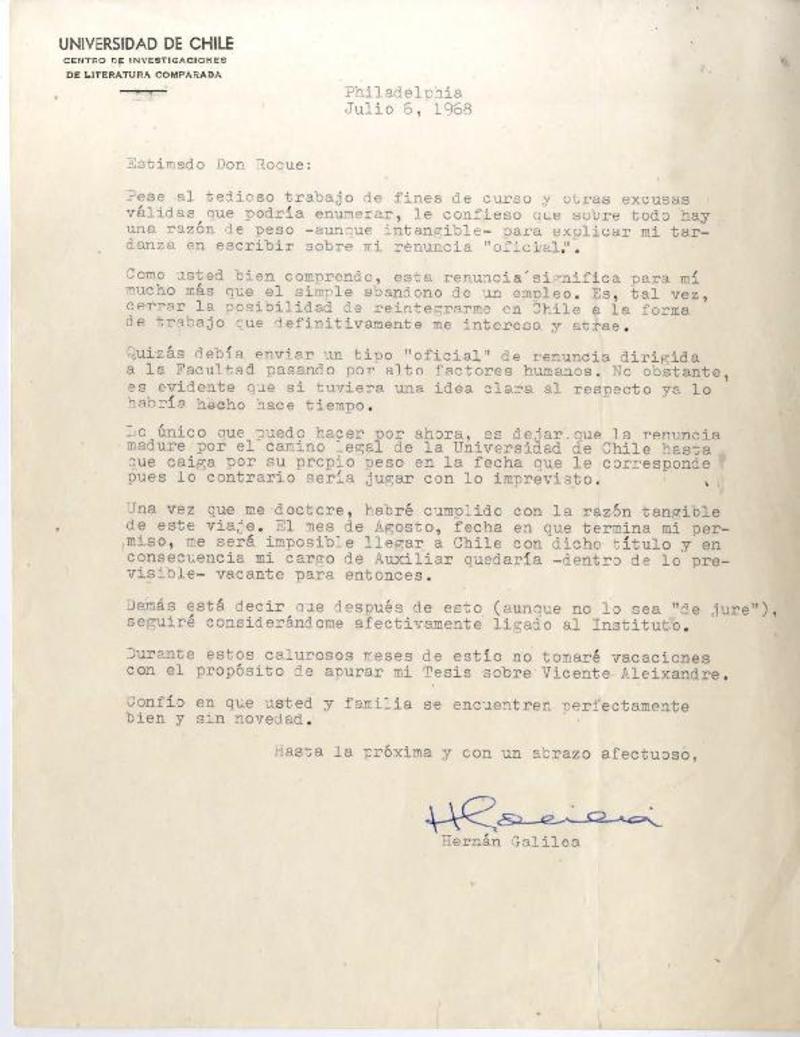 UNIVERSIDAD DE CHILE
CENTRO DE INVESTIGACIONES
DE LITERATURA COMPARADA
Philadelphia
Julio 6, 1968
Estimado Don Roque:
Pese al tedioso trabajo de fines de curso y otras excusas
válidas que podría enumerar, le confieso que sobre todo hay
una razón de peso -aunque intangible- para explicar mi tar-
danza en escribir sobre mi renuncia "oficial.".
Como usted bien comprende, esta renuncia significa para mí
mucho más que el simple abandono de un empleo. Es, tal vez,
cerrar la posibilidad de reintegrarme en Chile a la forma
de trabajo que definitivamente me interesa y atrae.
Quizás debía enviar un tipo "oficial" de renuncia dirigida
a la Facultad pasando por alto factores humanos. No obstante,
es evidente que si tuviera una idea clara al respecto ya lo
habría hecho hace tiempo.
Lo único que puedo hacer por ahora, es dejar que la renuncia
madure por el camino legal de la Universidad de Chile hasta
que caiga por su propio peso en la fecha que le corresponde
pues lo contrario sería jugar con lo imprevisto.
Una vez que me doctore, habré cumplido con la razón tangible
de este viaje. El mes de Agosto, fecha en que termina mi per-
miso, me será imposible llegar a Chile con dicho título y en
consecuencia mi cargo de Auxiliar quedaría -dentro de lo pre-
visible- vacante para entonces.
Demás está decir que después de esto (aunque no lo sea "de jure"),
seguiré considerándome afectivamente ligado al Instituto.
Durante estos calurosos meses de estío no tomaré vacaciones
con el propósito de apurar mi Tesis sobre Vicente Aleixandre.
Confío en que usted y familia se encuentren perfectamente
bien y sin novedad.
Hasta la próxima y con un abrazo afectuoso,
Hernán Galilea